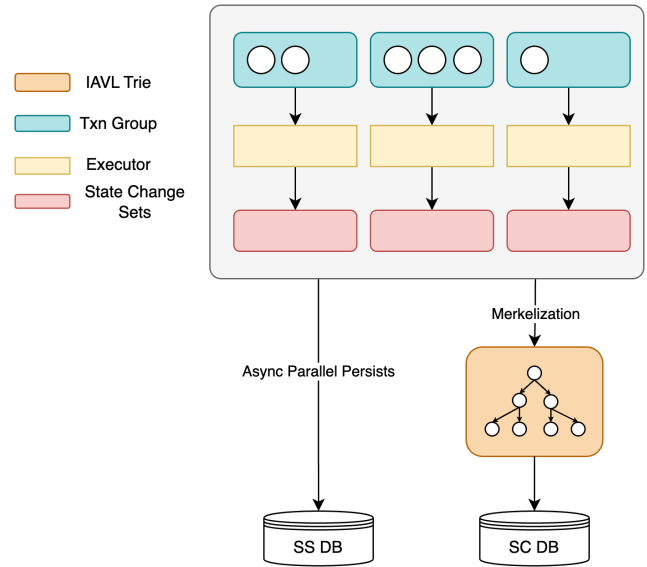 IAVL Trie
Txn Group
Executor
State Change
Sets
Merkelization
Async Parallel Persists
SS DB
SC DB